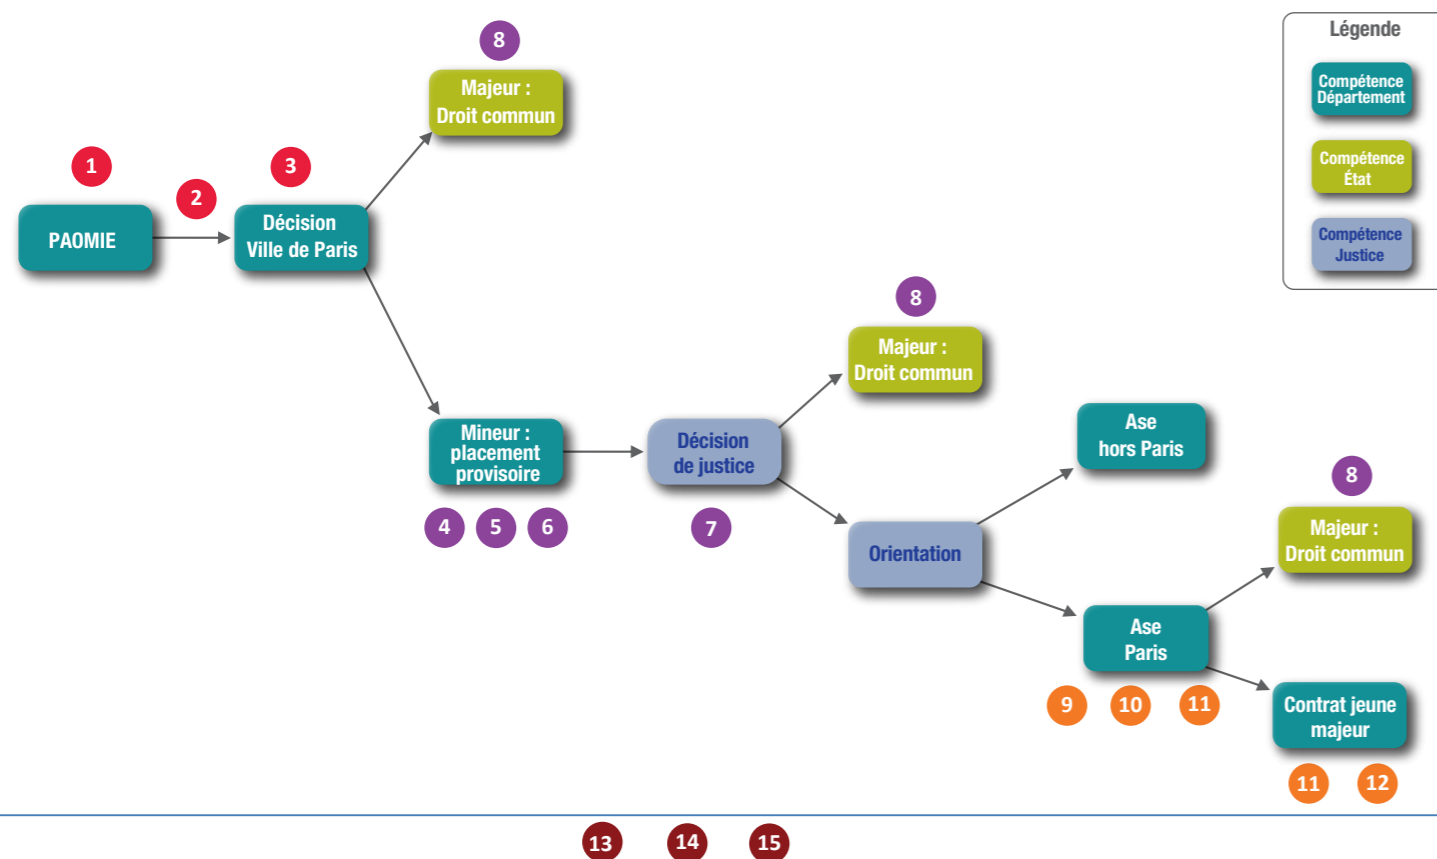 8
Légende
Majeur :
Droit commun
Compétence
Département
1
2
3
Compétence
État
PAOMIE
Décision
Ville de Paris
Compétence
Justice
8
Majeur :
Droit commun
Mineur :
placement
provisoire
Décision
de justice
Ase
hors Paris
8
4
5
6
7
Majeur :
Droit commun
Orientation
Ase
Paris
9
10
11
Contrat jeune
majeur
11
12
13
14
15